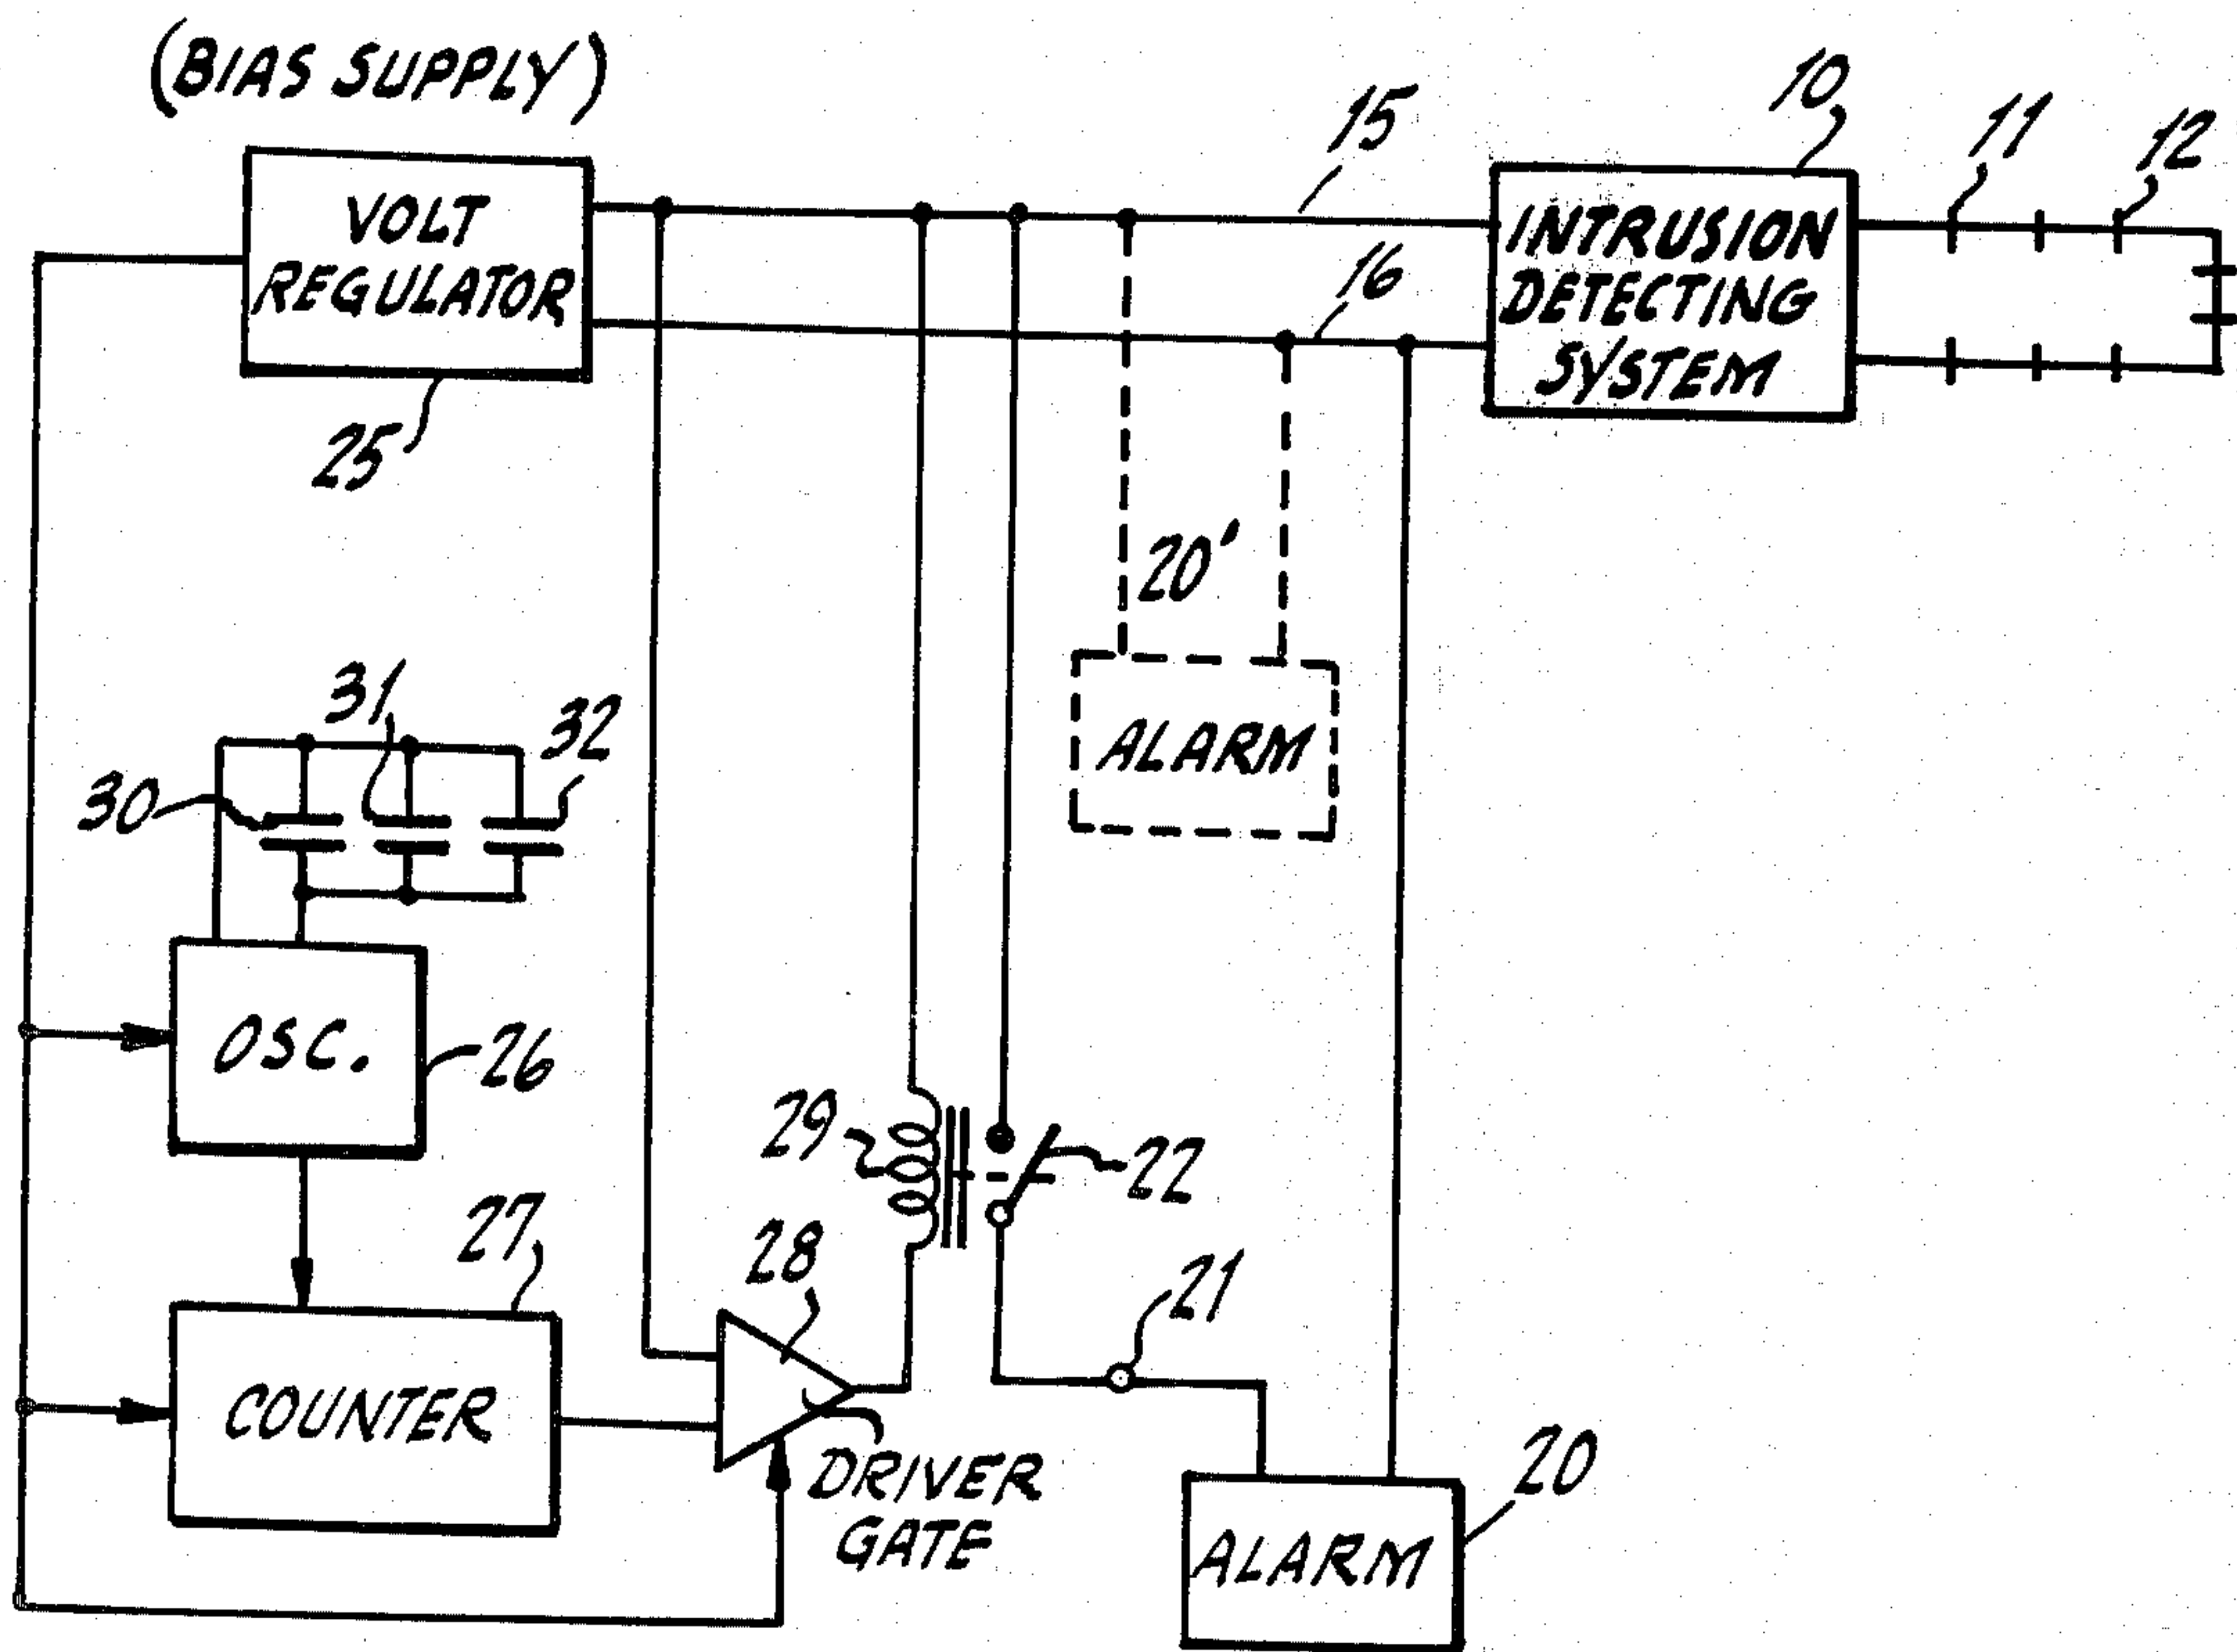 (BIAS SUPPLY)
VOLT
REGULATOR
25
15
16
10
11
12
INTRUSION
DETECTING
SYSTEM
20'
ALARM
31
32
30
OSC.
26
29
22
27
28
21
COUNTER
DRIVER
GATE
20
ALARM